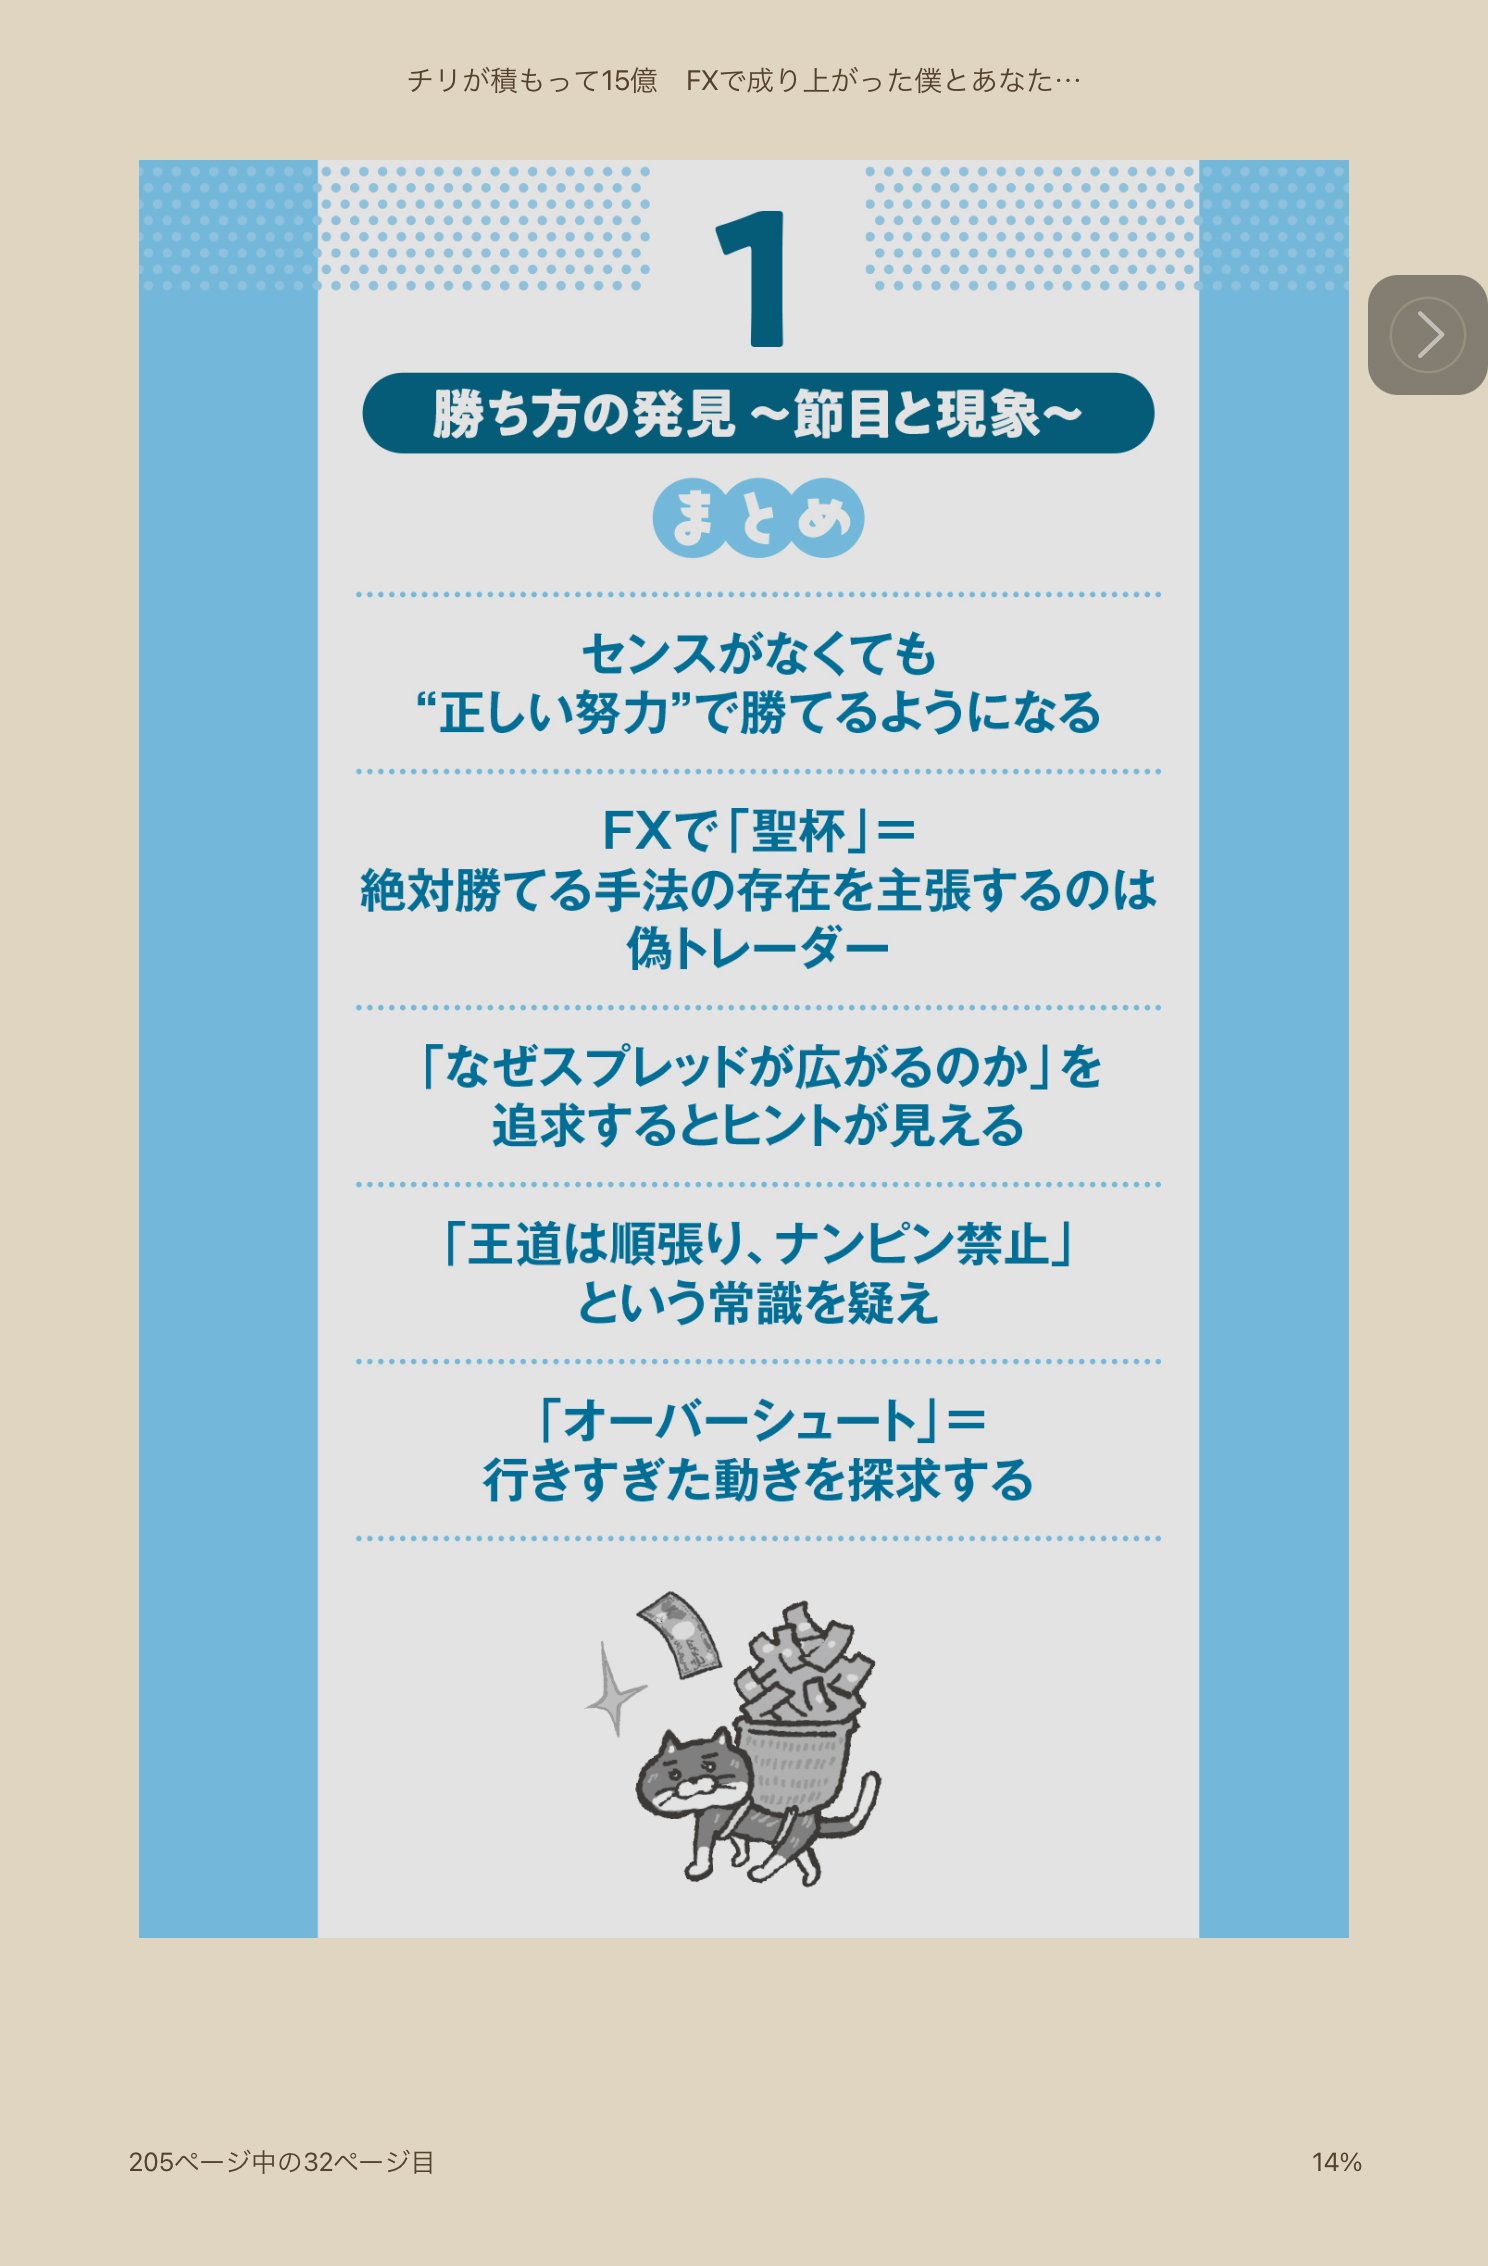 チリが積もって15億　FXで成り上がった僕とあなた…
1
勝ち方の発見 ～節目と現象～
まとめ
センスがなくても
“正しい努力”で勝てるようになる
FXで「聖杯」＝
絶対勝てる手法の存在を主張するのは
偽トレーダー
「なぜスプレッドが広がるのか」を
追求するとヒントが見える
「王道は順張り、ナンピン禁止」
という常識を疑え
「オーバーシュート」＝
行きすぎた動きを探求する
205ページ中の32ページ目
14%